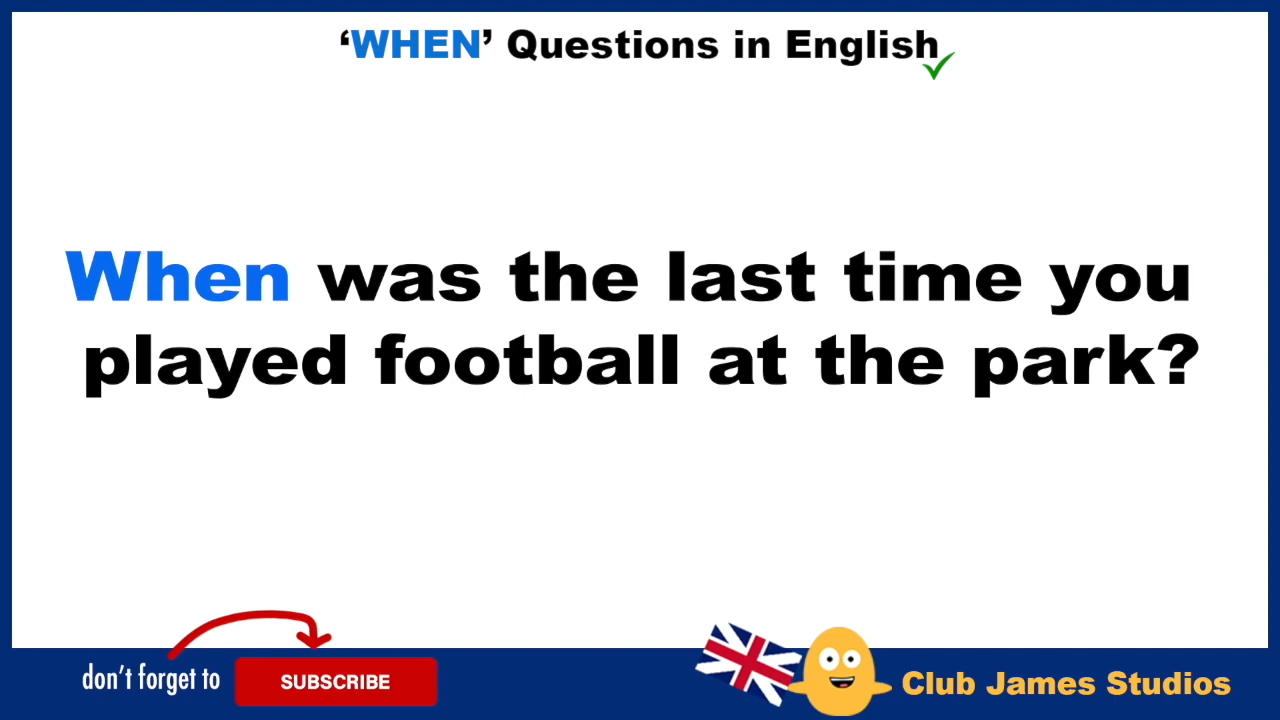 ‘WHEN’ Questions in English
When was the last time you
played football at the park?
don't forget to
SUBSCRIBE
Club James Studios